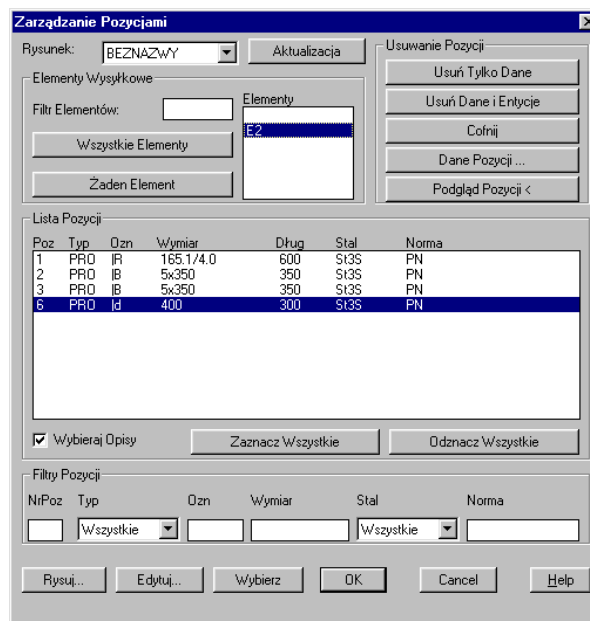 Zarządzanie Pozycjami
Rysunek: BEZNAZWY Aktualizacja
Usuwanie Pozycji
Usuń Tylko Dane
Usuń Dane i Entycje
Cofnij
Dane Pozycji ...
Podgląd Pozycji <
Elementy Wysyłkowe
Filtr Elementów:
Elementy
E2
Wszystkie Elementy
Żaden Element
Lista Pozycji
Poz Typ Ozn Wymiar Dług Stal Norma
1 PRO |R 165.1/4.0 600 St3S PN
2 PRO |B 5x350 350 St3S PN
3 PRO |B 5x350 350 St3S PN
6 PRO |d 400 300 St3S PN
Wybieraj Opisy Zaznacz Wszystkie Odznacz Wszystkie
Filtry Pozycji
NrPoz Typ Ozn Wymiar Stal Norma
Wszystkie Wszystkie
Rysuj... Edytuj... Wybierz OK Cancel Help